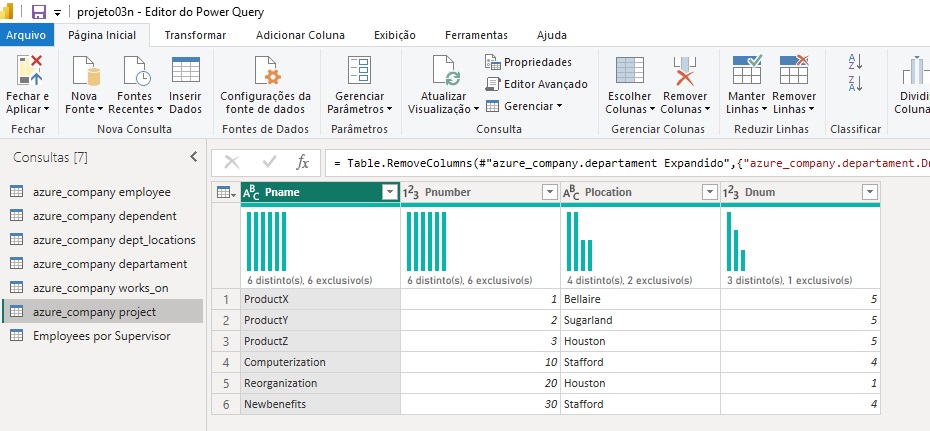 projeto03n - Editor do Power Query
Arquivo Página Inicial Transformar Adicionar Coluna Exibição Ferramentas Ajuda
Fechar e Aplicar
Nova Fonte
Fontes Recentes
Inserir Dados
Configurações da fonte de dados
Gerenciar Parâmetros
Atualizar Visualização
Propriedades
Editor Avançado
Gerenciar
Escolher Colunas
Remover Colunas
Manter Linhas
Remover Linhas
Fechar Nova Consulta Fontes de Dados Parâmetros Consulta Gerenciar Colunas Reduzir Linhas Classificar
Consultas [7]
fx
= Table.RemoveColumns(#"azure_company.departament Expandido",{"azure_company.departament.
azure_company employee
azure_company dependent
azure_company dept_locations
azure_company departament
azure_company works_on
azure_company project
Employees por Supervisor
ABC Pname 123 Pnumber ABC Plocation 123 Dnum
6 distinto(s), 6 exclusivo(s) 6 distinto(s), 6 exclusivo(s) 4 distinto(s), 2 exclusivo(s) 3 distinto(s), 1 exclusivo(s)
1 ProductX 1 Bellaire 5
2 ProductY 2 Sugarland 5
3 ProductZ 3 Houston 5
4 Computerization 10 Stafford 4
5 Reorganization 20 Houston 1
6 Newbenefits 30 Stafford 4